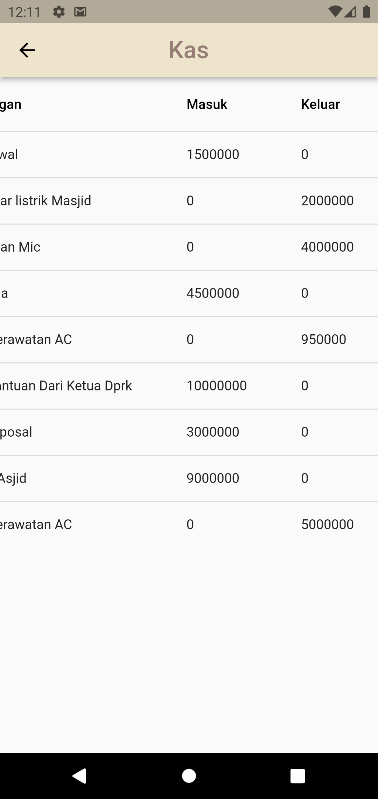 12:11
Kas
gan Masuk Keluar
wal 1500000 0
ar listrik Masjid 0 2000000
an Mic 0 4000000
a 4500000 0
erawatan AC 0 950000
antuan Dari Ketua Dprk 10000000 0
posal 3000000 0
Asjid 9000000 0
erawatan AC 0 5000000